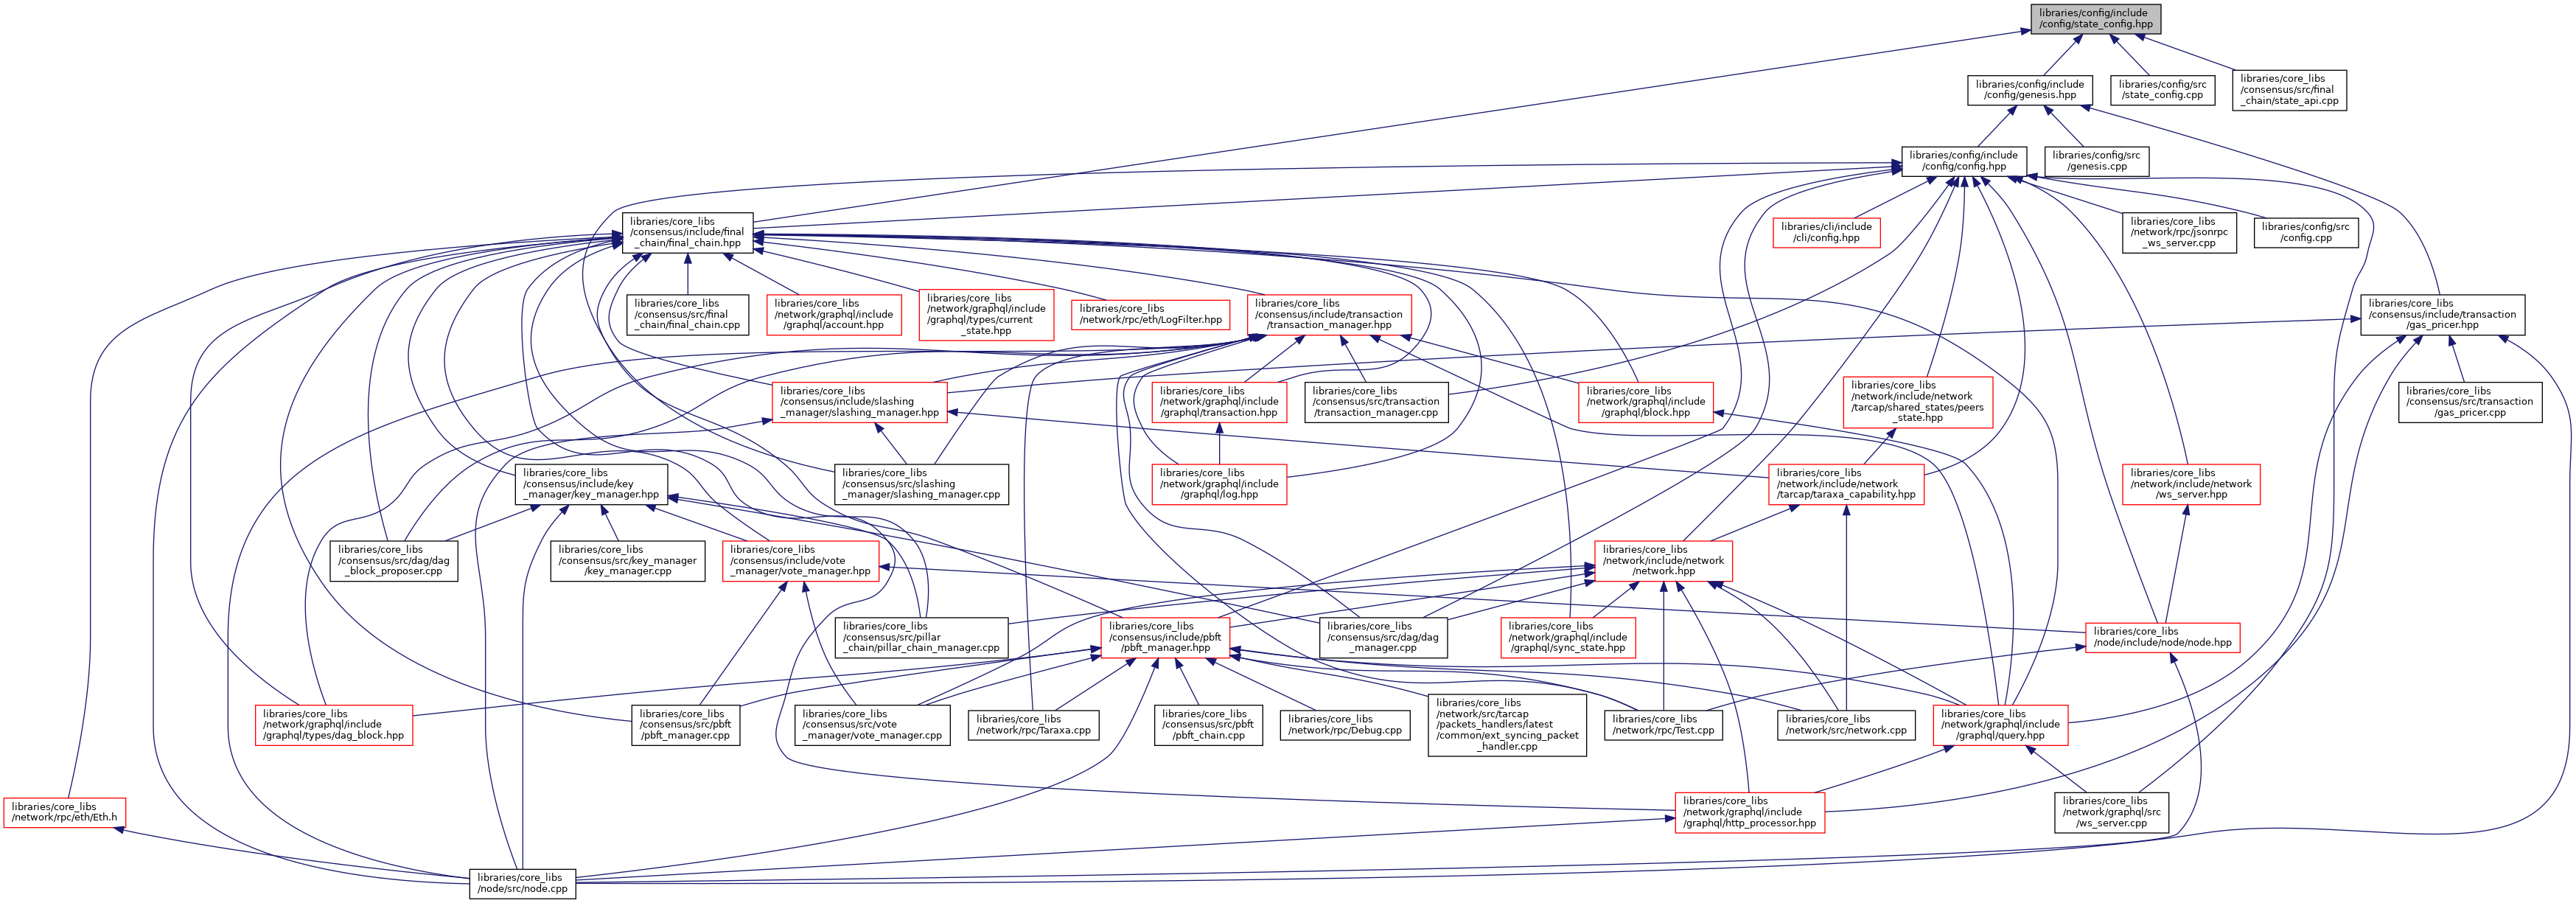 libraries/config/include
/config/state_config.hpp
libraries/config/include
/config/genesis.hpp
libraries/config/src
/state_config.cpp
libraries/core_libs
/consensus/src/final
_chain/state_api.cpp
libraries/config/include
/config/config.hpp
libraries/config/src
/genesis.cpp
libraries/core_libs
/consensus/include/final
_chain/final_chain.hpp
libraries/cli/include
/cli/config.hpp
libraries/core_libs
/network/rpc/jsonrpc
_ws_server.cpp
libraries/config/src
/config.cpp
libraries/core_libs
/consensus/src/final
_chain/final_chain.cpp
libraries/core_libs
/network/graphql/include
/graphql/account.hpp
libraries/core_libs
/network/graphql/include
/graphql/types/current
_state.hpp
libraries/core_libs
/network/rpc/eth/LogFilter.hpp
libraries/core_libs
/consensus/include/transaction
/transaction_manager.hpp
libraries/core_libs
/consensus/include/transaction
/gas_pricer.hpp
libraries/core_libs
/consensus/include/slashing
_manager/slashing_manager.hpp
libraries/core_libs
/network/graphql/include
/graphql/transaction.hpp
libraries/core_libs
/consensus/src/transaction
/transaction_manager.cpp
libraries/core_libs
/network/graphql/include
/graphql/block.hpp
libraries/core_libs
/network/include/network
/tarcap/shared_states/peers
_state.hpp
libraries/core_libs
/consensus/src/transaction
/gas_pricer.cpp
libraries/core_libs
/consensus/include/key
_manager/key_manager.hpp
libraries/core_libs
/consensus/src/slashing
_manager/slashing_manager.cpp
libraries/core_libs
/network/graphql/include
/graphql/log.hpp
libraries/core_libs
/network/include/network
/tarcap/taraxa_capability.hpp
libraries/core_libs
/network/include/network
/ws_server.hpp
libraries/core_libs
/consensus/src/dag/dag
_block_proposer.cpp
libraries/core_libs
/consensus/src/key_manager
/key_manager.cpp
libraries/core_libs
/consensus/include/vote
_manager/vote_manager.hpp
libraries/core_libs
/network/include/network
/network.hpp
libraries/core_libs
/consensus/src/pillar
_chain/pillar_chain_manager.cpp
libraries/core_libs
/consensus/include/pbft
/pbft_manager.hpp
libraries/core_libs
/network/graphql/include
/graphql/sync_state.hpp
libraries/core_libs
/consensus/src/dag/dag
_manager.cpp
libraries/core_libs
/node/include/node/node.hpp
libraries/core_libs
/network/graphql/include
/graphql/types/dag_block.hpp
libraries/core_libs
/consensus/src/pbft
/pbft_manager.cpp
libraries/core_libs
/consensus/src/vote
_manager/vote_manager.cpp
libraries/core_libs
/network/rpc/Taraxa.cpp
libraries/core_libs
/consensus/src/pbft
/pbft_chain.cpp
libraries/core_libs
/network/rpc/Debug.cpp
libraries/core_libs
/network/src/tarcap
/packets_handlers/latest
/common/ext_syncing_packet
_handler.cpp
libraries/core_libs
/network/rpc/Test.cpp
libraries/core_libs
/network/src/network.cpp
libraries/core_libs
/network/graphql/include
/graphql/query.hpp
libraries/core_libs
/network/rpc/eth/Eth.h
libraries/core_libs
/network/graphql/include
/graphql/http_processor.hpp
libraries/core_libs
/network/graphql/src
/ws_server.cpp
libraries/core_libs
/node/src/node.cpp